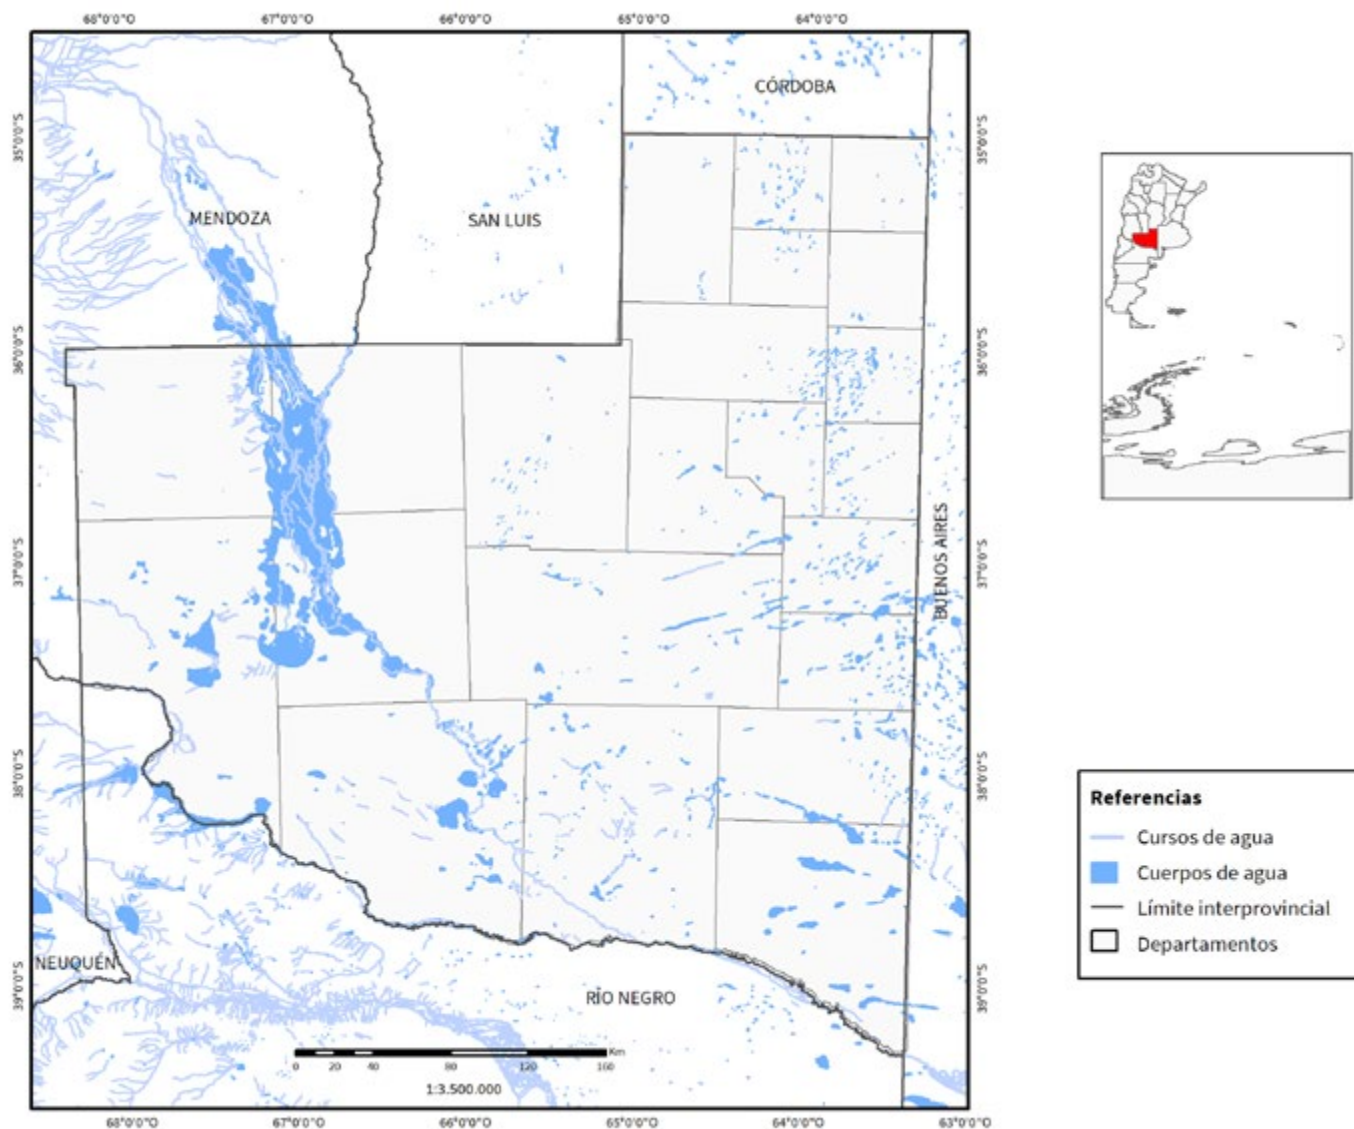 68°0'0"O 67°0'0"O 66°0'0"O 65°0'0"O 64°0'0"O
CÓRDOBA
35°0'0"S
35°0'0"S
MENDOZA
SAN LUIS
36°0'0"S
36°0'0"S
BUENOS AIRES
37°0'0"S
37°0'0"S
38°0'0"S
38°0'0"S
Referencias
Cursos de agua
Cuerpos de agua
Límite interprovincial
Departamentos
NEUQUÉN
39°0'0"S
39°0'0"S
RÍO NEGRO
Km
0 20 40 80 120 160
1:3.500.000
68°0'0"O 67°0'0"O 66°0'0"O 65°0'0"O 64°0'0"O 63°0'0"O